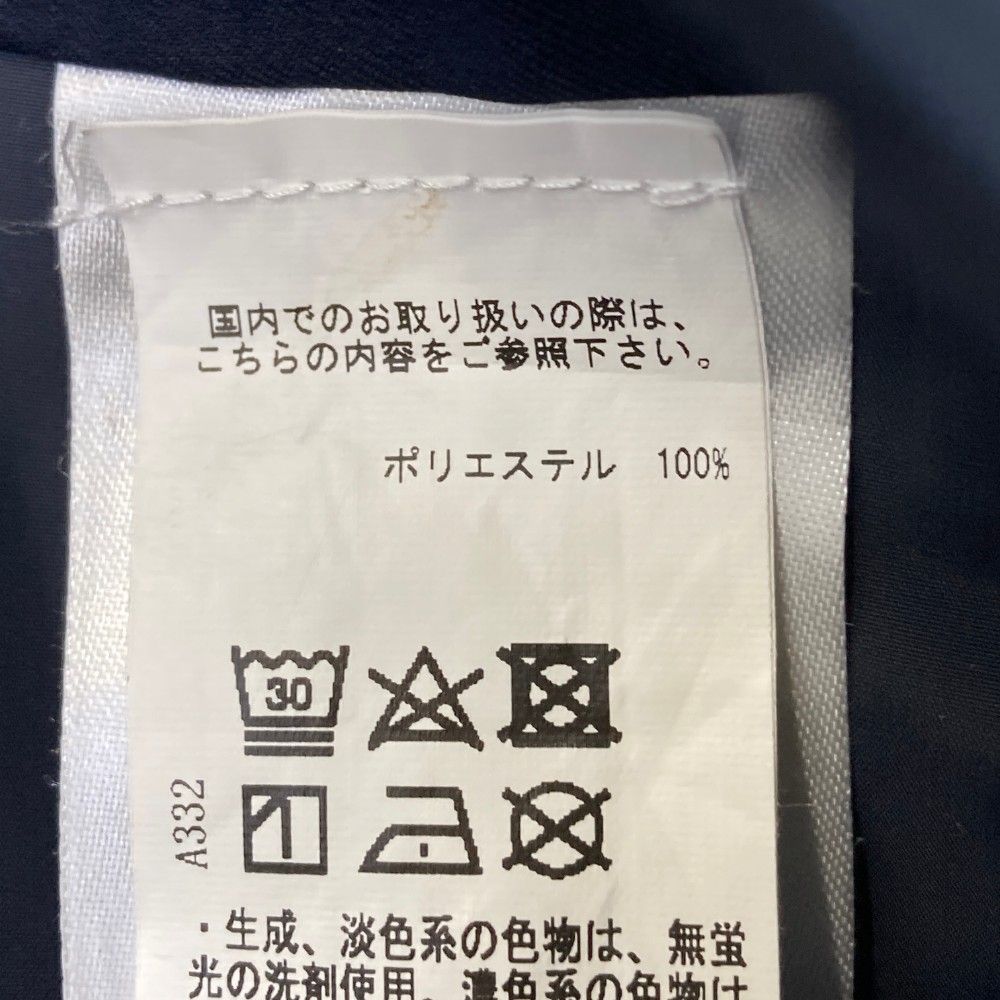 国内でのお取り扱いの際は、
こちらの内容をご参照下さい。
ポリエステル 100%
30
A332
・生成、淡色系の色物は、無蛍
光の洗剤使用、濃色系の色物は